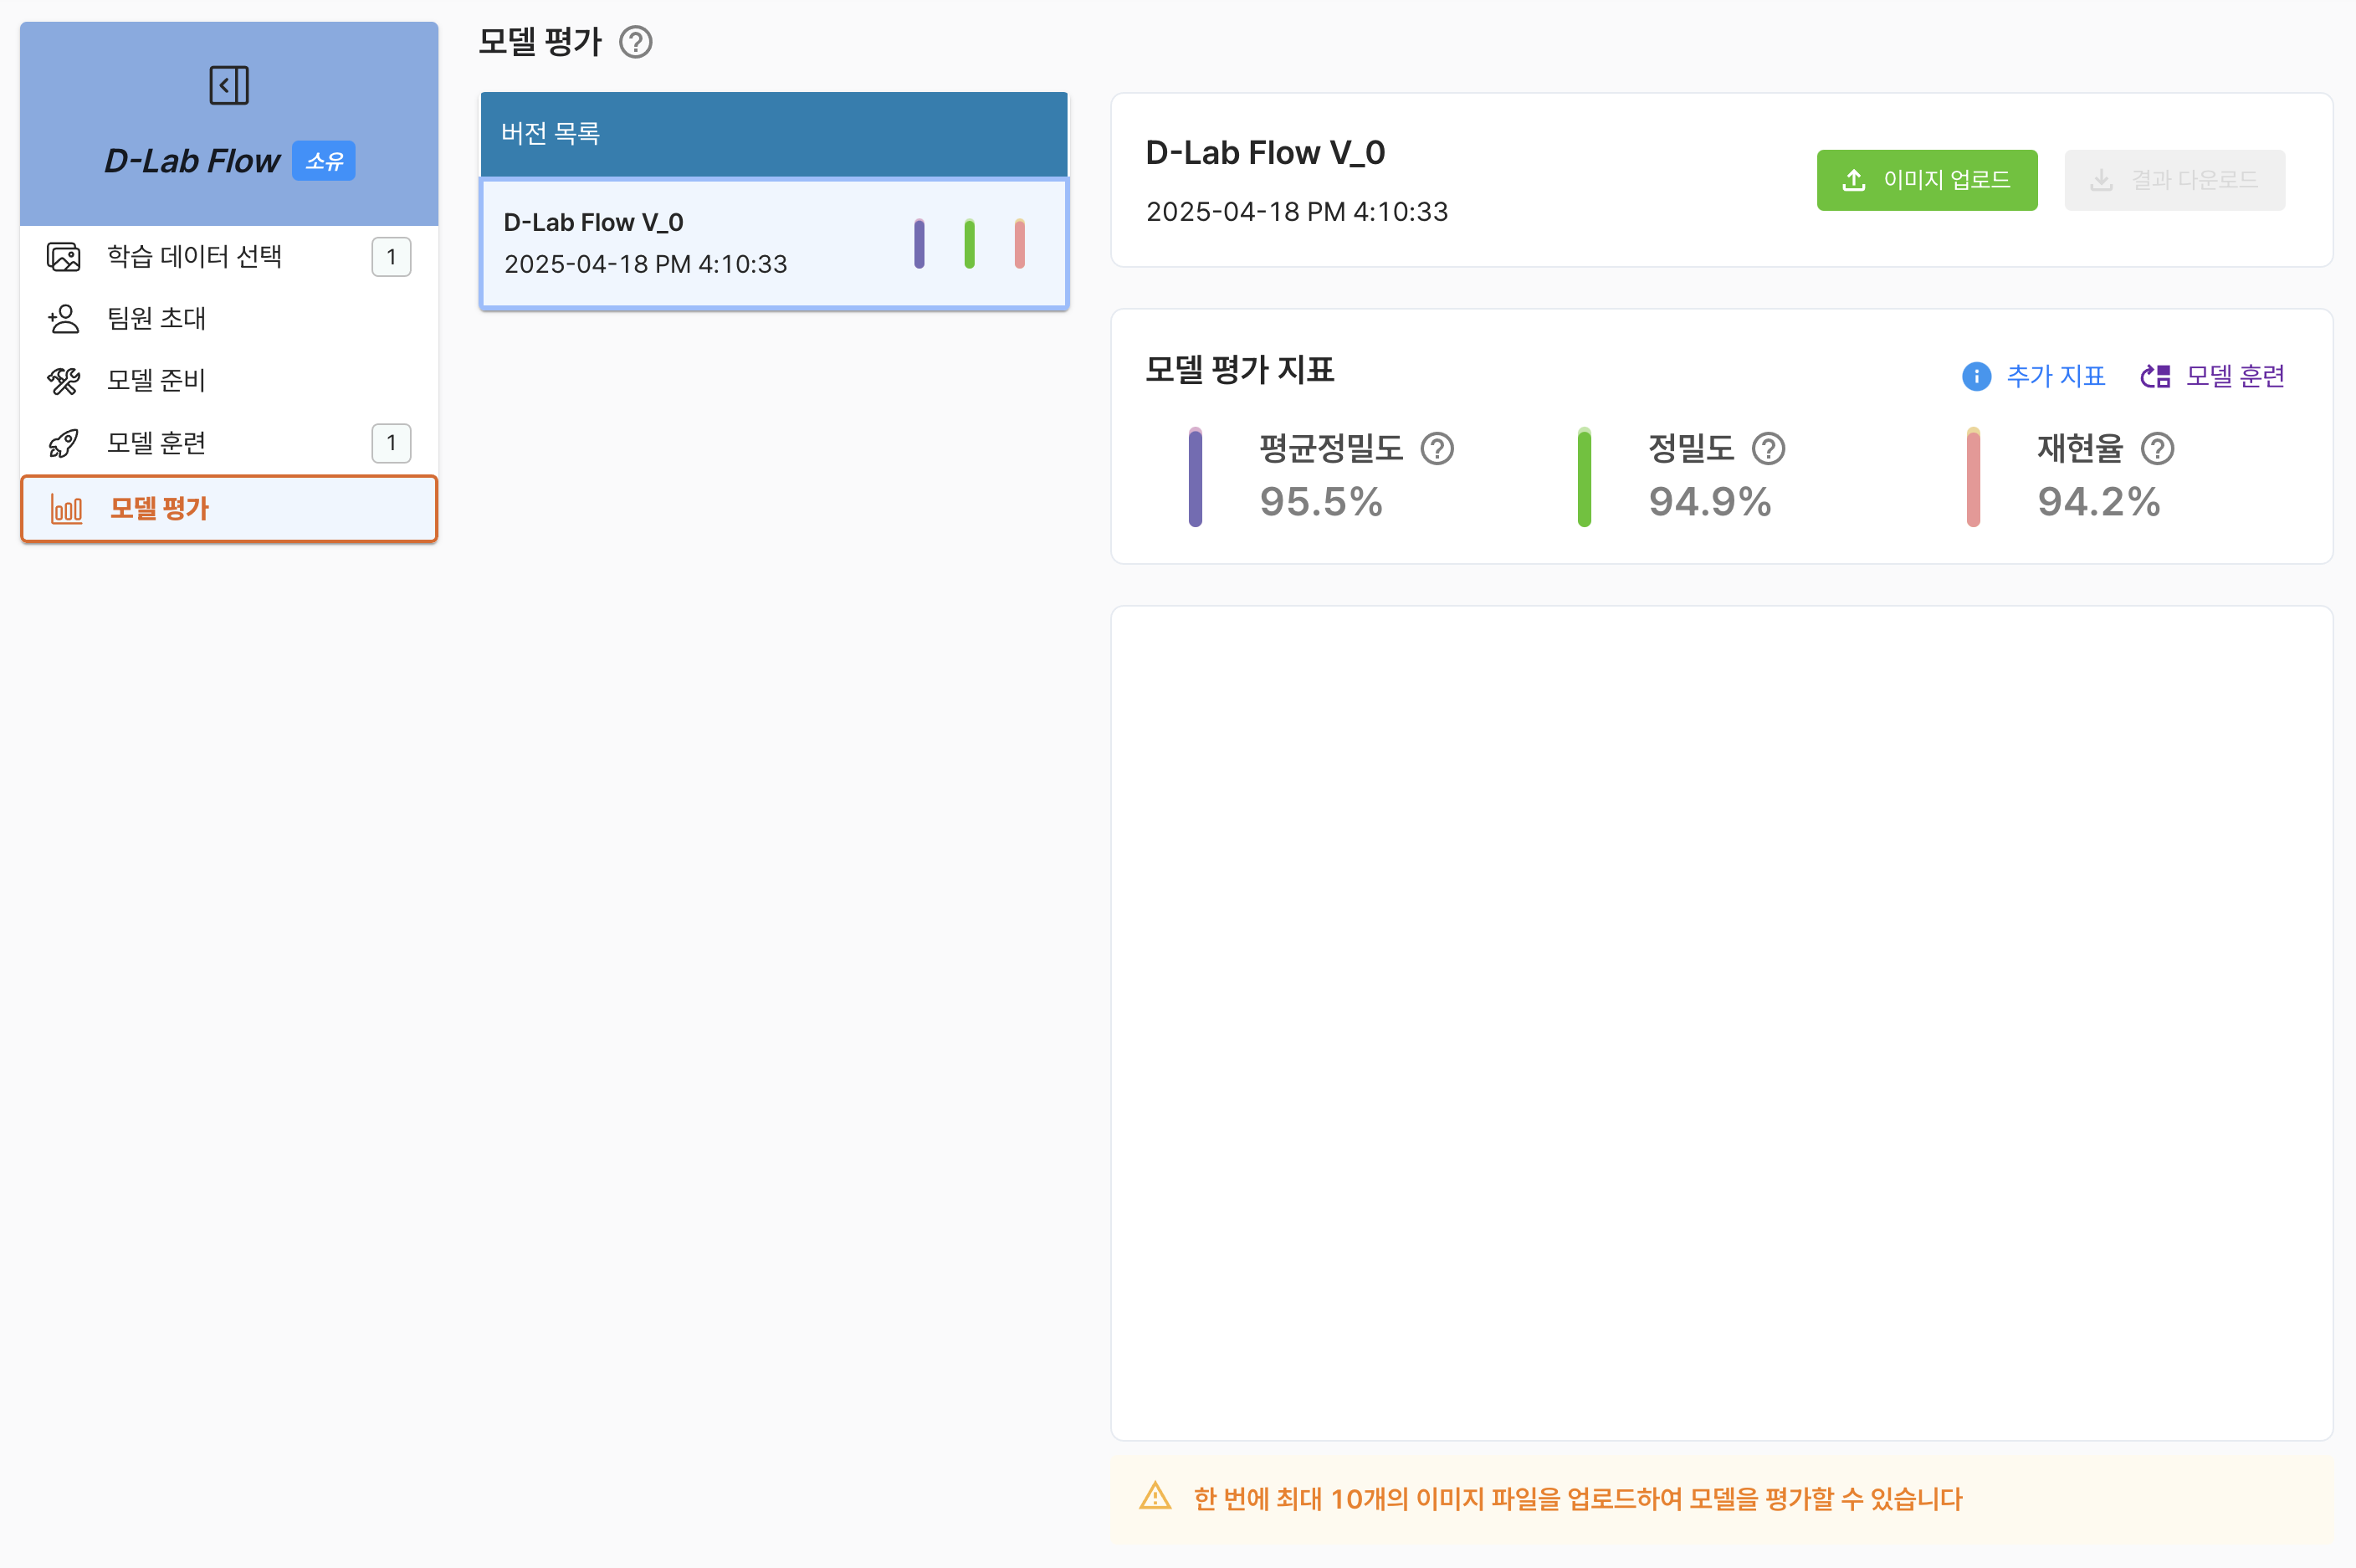 D-Lab Flow 소유
학습 데이터 선택 1
팀원 초대
모델 준비
모델 훈련 1
모델 평가
모델 평가
버전 목록
D-Lab Flow V_0
2025-04-18 PM 4:10:33
D-Lab Flow V_0
2025-04-18 PM 4:10:33
이미지 업로드
결과 다운로드
모델 평가 지표
추가 지표
모델 훈련
평균정밀도
95.5%
정밀도
94.9%
재현율
94.2%
한 번에 최대 10개의 이미지 파일을 업로드하여 모델을 평가할 수 있습니다